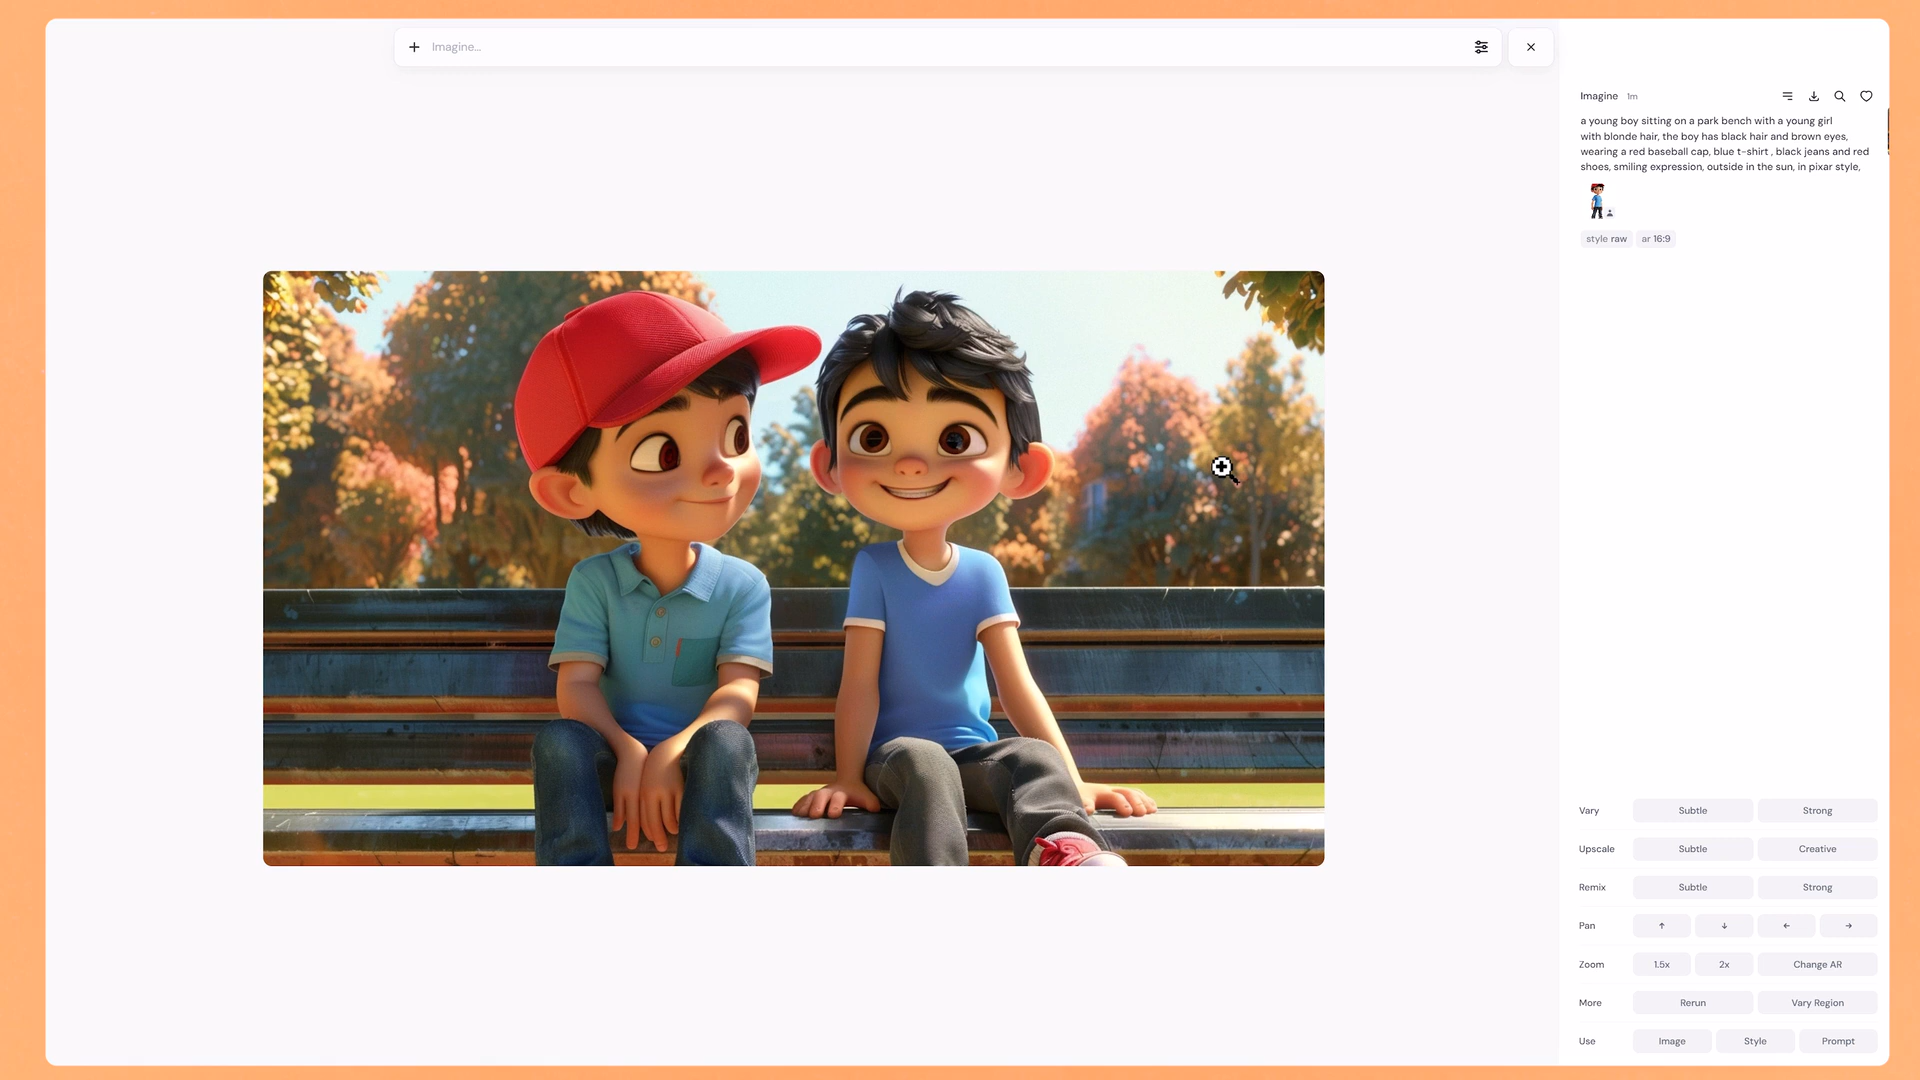 Imagine...
Imagine 1m
a young boy sitting on a park bench with a young girl
with blonde hair, the boy has black hair and brown eyes,
wearing a red baseball cap, blue t-shirt , black jeans and red
shoes, smiling expression, outside in the sun, in pixar style,
style raw ar 16:9
Vary Subtle Strong
Upscale Subtle Creative
Remix Subtle Strong
Pan
Zoom 1.5x 2x Change AR
More Rerun Vary Region
Use Image Style Prompt